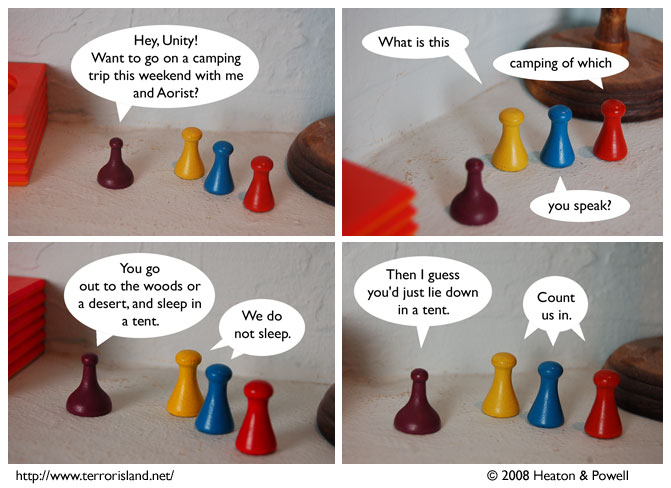 Hey, Unity!
Want to go on a camping
trip this weekend with me
and Aorist?
What is this
camping of which
you speak?
You go
out to the woods or
a desert, and sleep in
a tent.
We do
not sleep.
Then I guess
you'd just lie down
in a tent.
Count
us in.
http://www.terrorisland.net/
© 2008 Heaton & Powell